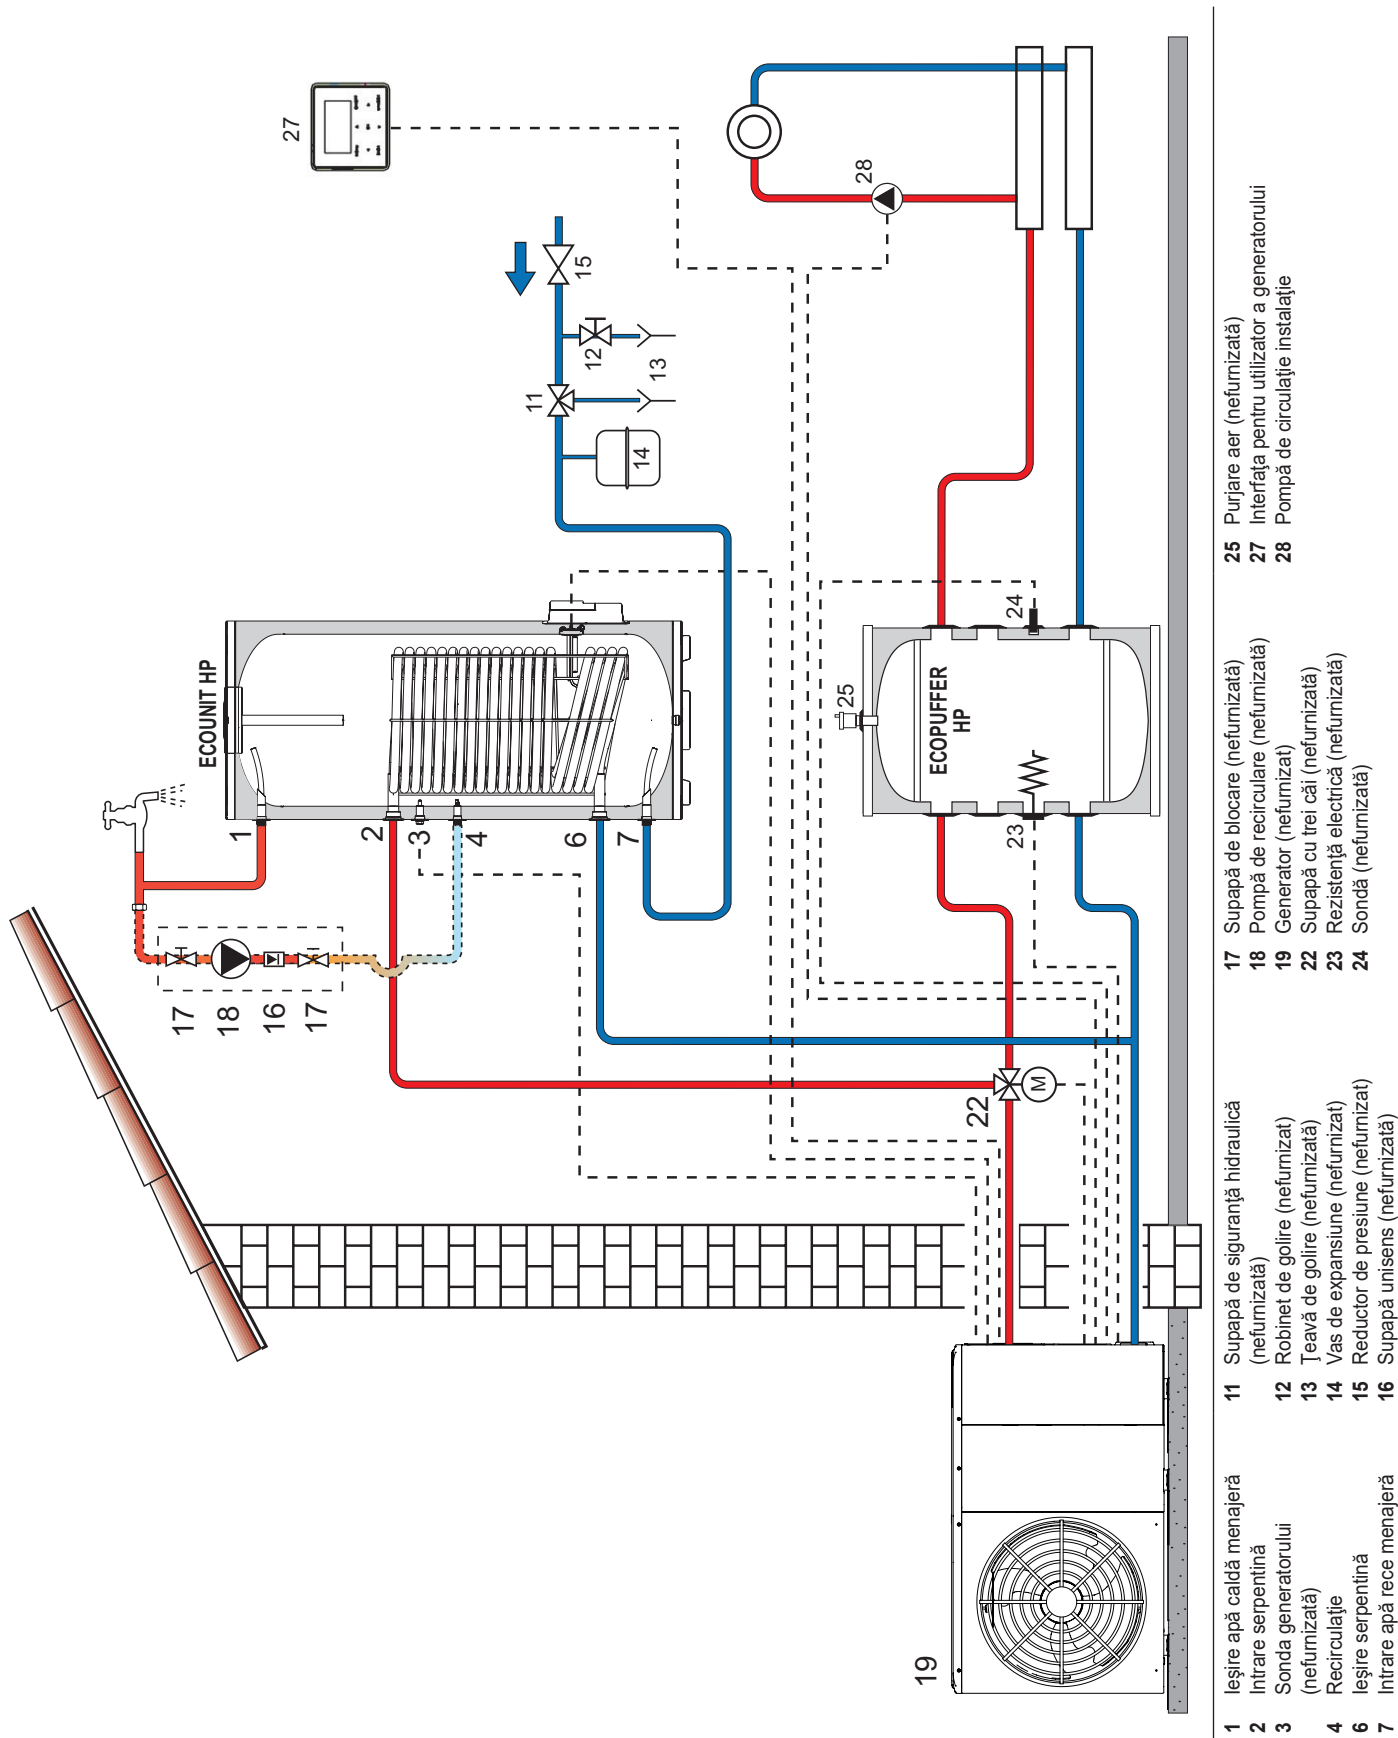 27
15
12
13
11
14
28
ECOUNIT HP
1
2
3
4
6
7
17
18
16
17
25
24
ECOPUFFER
HP
23
22
M
19
1 Ieşire apă caldă menajeră
2 Intrare serpentină
3 Sonda generatorului
(nefurnizată)
4 Recirculaţie
6 Ieşire serpentină
7 Intrare apă rece menajeră
11 Supapă de siguranţă hidraulică
(nefurnizată)
12 Robinet de golire (nefurnizat)
13 Ţeavă de golire (nefurnizată)
14 Vas de expansiune (nefurnizat)
15 Reductor de presiune (nefurnizat)
16 Supapă unisens (nefurnizată)
17 Supapă de blocare (nefurnizată)
18 Pompă de recirculare (nefurnizată)
19 Generator (nefurnizat)
22 Supapă cu trei căi (nefurnizată)
23 Rezistenţă electrică (nefurnizată)
24 Sondă (nefurnizată)
25 Purjare aer (nefurnizată)
27 Interfaţa pentru utilizator a generatorului
28 Pompă de circulaţie instalaţie